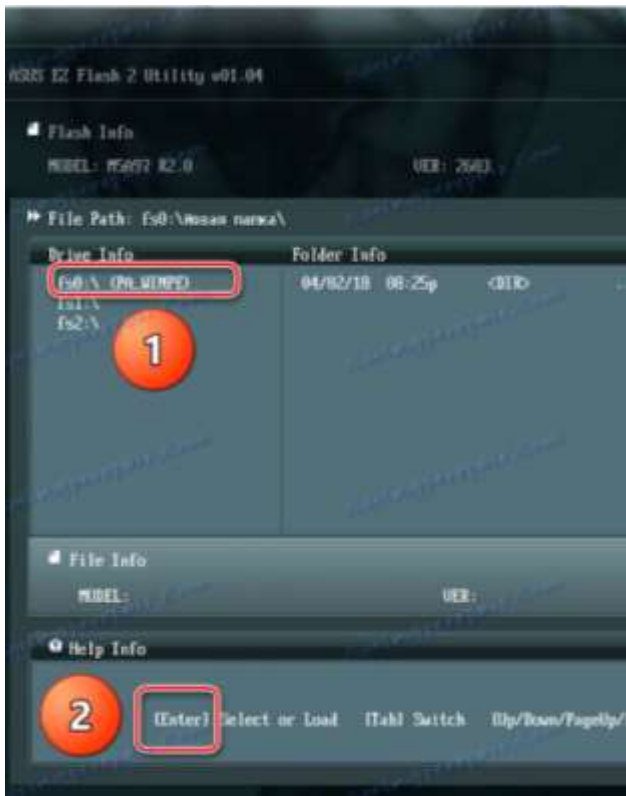 ASUS EZ Flash 2 Utility v01.04
Flash Info
MODEL: M5A97 R2.0 VER: 2603
File Path: fs0:\Новая папка\
Drive Info Folder Info
fs0:\ 04/02/18 08:25p <DIR> ..
fs1:\
fs2:\
1
File Info
MODEL: VER:
Help Info
2
[Enter] Select or Load [Tab] Switch [Up/Down/PageUp/